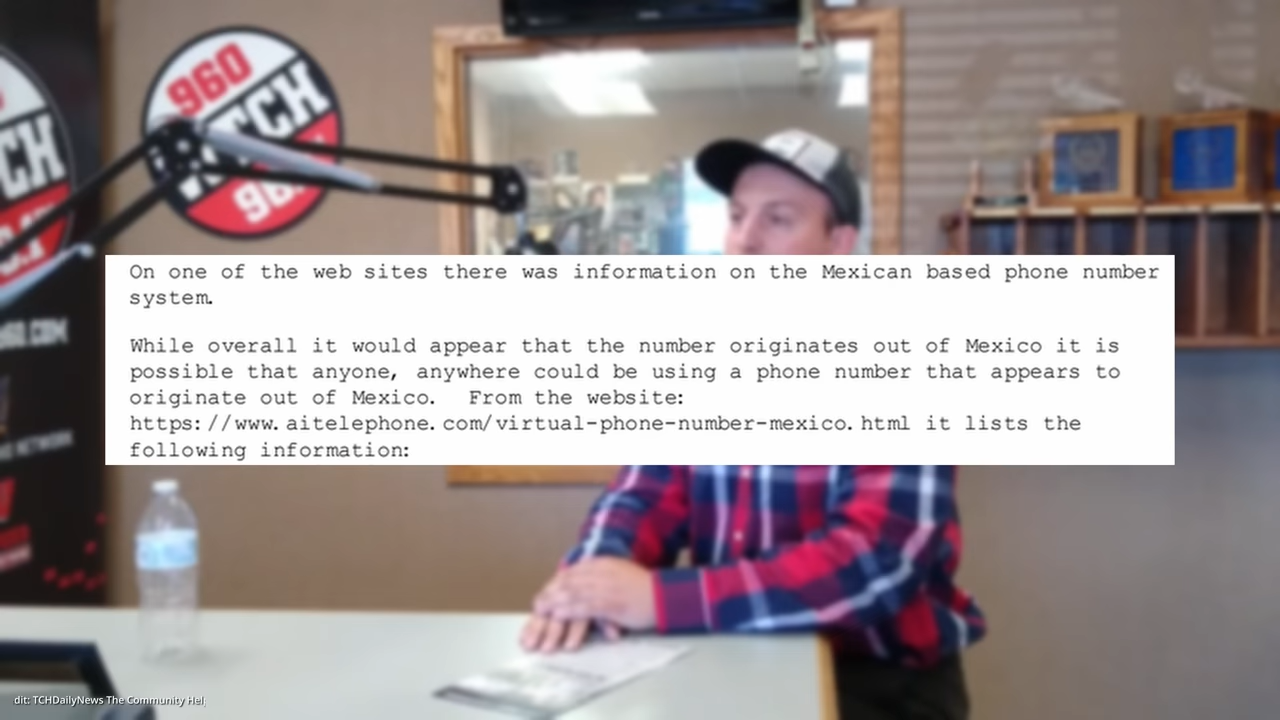 960
WTCH
960
TCH
On one of the web sites there was information on the Mexican based phone number
system.
While overall it would appear that the number originates out of Mexico it is
possible that anyone, anywhere could be using a phone number that appears to
originate out of Mexico. From the website:
https://www.aitelephone.com/virtual-phone-number-mexico.html it lists the
following information:
dit: TCHDailyNews The Community Hel